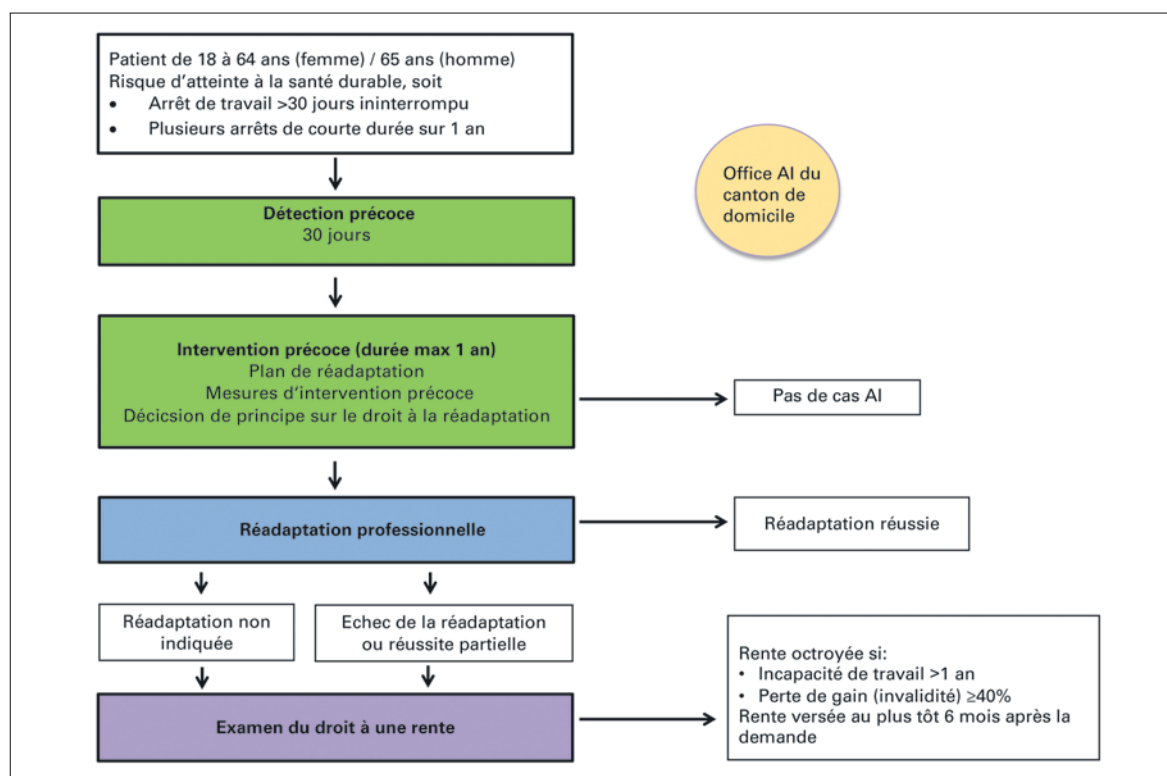 Patient de 18 à 64 ans (femme) / 65 ans (homme)
Risque d'atteinte à la santé durable, soit
• Arrêt de travail >30 jours ininterrompu
• Plusieurs arrêts de courte durée sur 1 an
Office AI du
canton de
domicile
Détection précoce
30 jours
Intervention précoce (durée max 1 an)
Plan de réadaptation
Mesures d'intervention précoce
Décicsion de principe sur le droit à la réadaptation
Pas de cas AI
Réadaptation professionnelle
Réadaptation réussie
Réadaptation non
indiquée
Echec de la réadaptation
ou réussite partielle
Rente octroyée si:
• Incapacité de travail >1 an
• Perte de gain (invalidité) ≥40%
Rente versée au plus tôt 6 mois après la
demande
Examen du droit à une rente